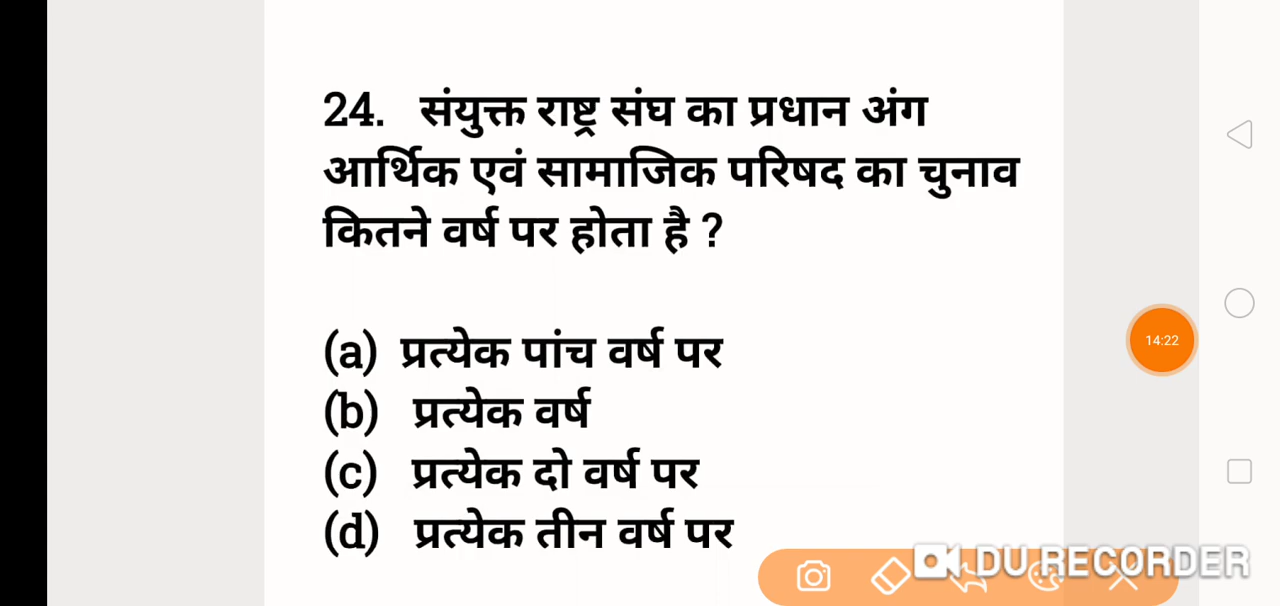 24. संयुक्त राष्ट्र संघ का प्रधान अंग
आर्थिक एवं सामाजिक परिषद का चुनाव
कितने वर्ष पर होता है ?
(a) प्रत्येक पांच वर्ष पर
(b) प्रत्येक वर्ष
(c) प्रत्येक दो वर्ष पर
(d) प्रत्येक तीन वर्ष पर
14:22
DU RECORDER